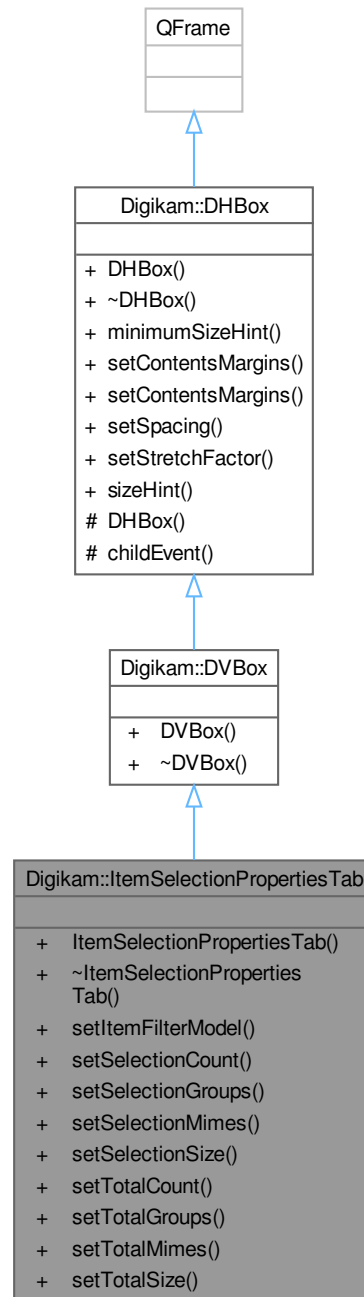 QFrame
Digikam::DHBox
+ DHBox()
+ ~DHBox()
+ minimumSizeHint()
+ setContentsMargins()
+ setContentsMargins()
+ setSpacing()
+ setStretchFactor()
+ sizeHint()
# DHBox()
# childEvent()
Digikam::DVBox
+ DVBox()
+ ~DVBox()
Digikam::ItemSelectionPropertiesTab
+ ItemSelectionPropertiesTab()
+ ~ItemSelectionProperties
Tab()
+ setItemFilterModel()
+ setSelectionCount()
+ setSelectionGroups()
+ setSelectionMimes()
+ setSelectionSize()
+ setTotalCount()
+ setTotalGroups()
+ setTotalMimes()
+ setTotalSize()